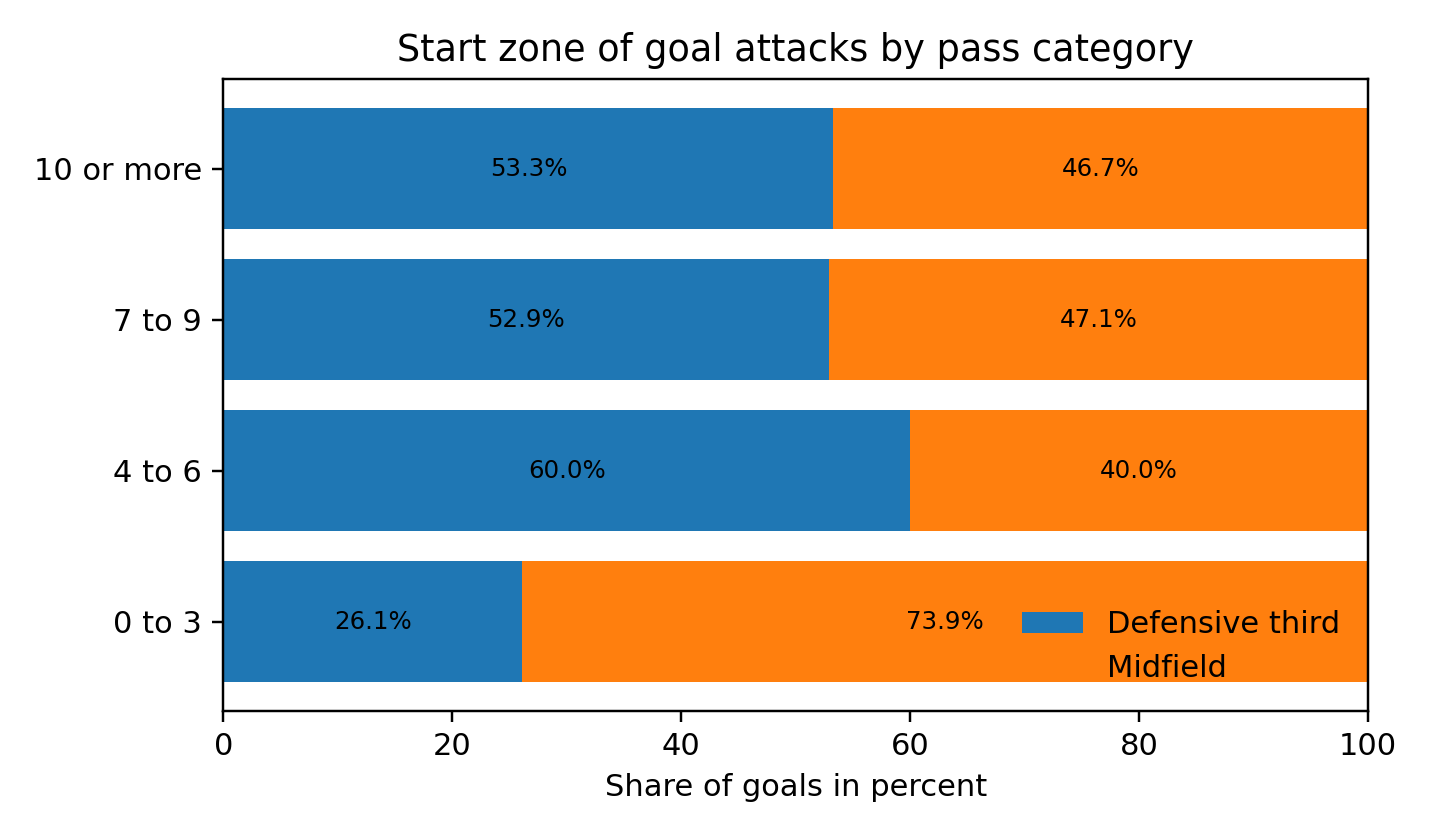 Start zone of goal attacks by pass category
10 or more
53.3%
46.7%
7 to 9
52.9%
47.1%
4 to 6
60.0%
40.0%
0 to 3
26.1%
73.9%
Defensive third
Midfield
0 20 40 60 80 100
Share of goals in percent